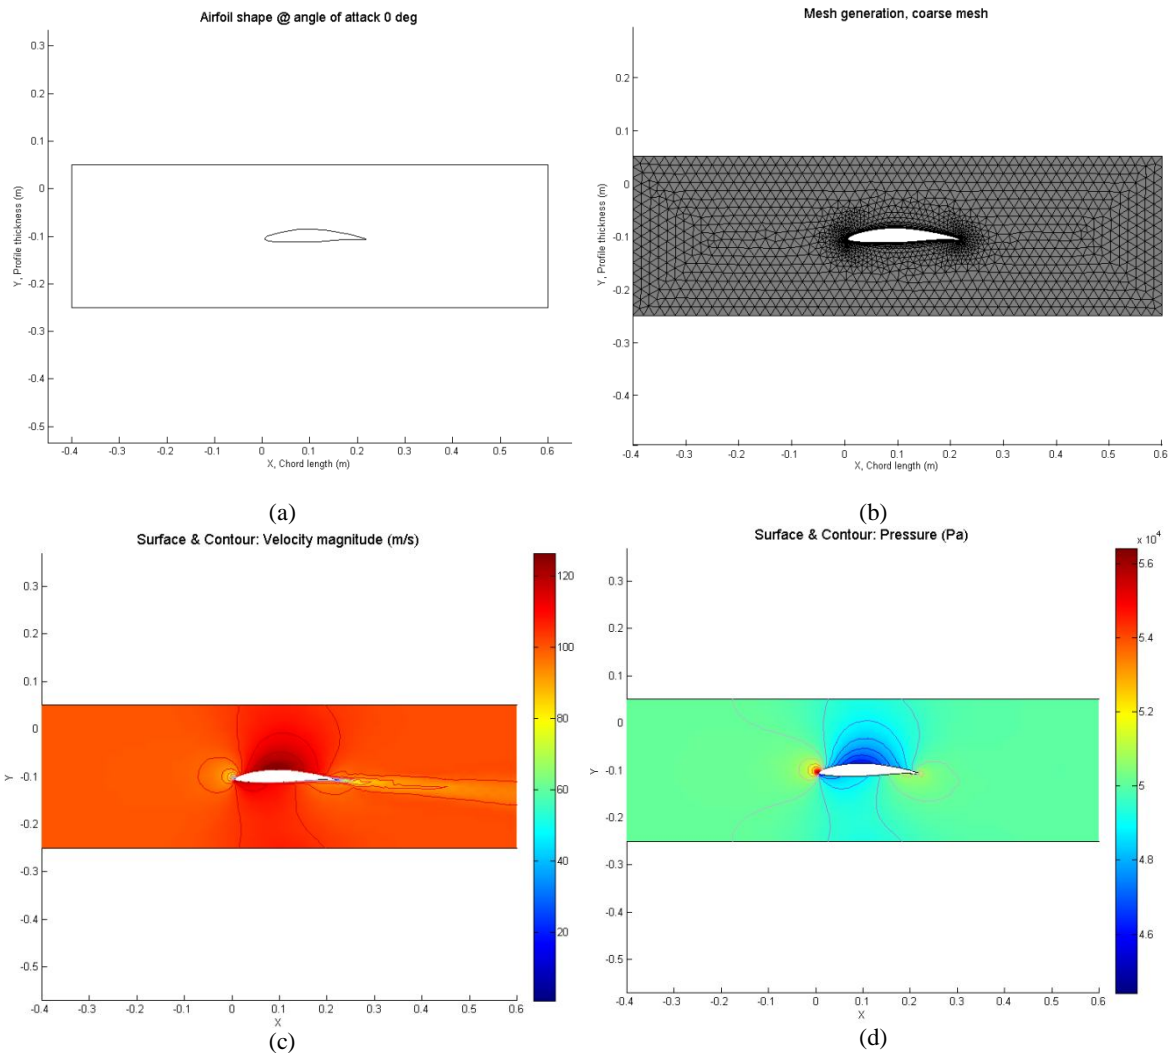 Airfoil shape @ angle of attack 0 deg
0.3
0.2
0.1
0
-0.1
-0.2
-0.3
-0.4
-0.5
Y, Profile thickness (m)
-0.4 -0.3 -0.2 -0.1 0 0.1 0.2 0.3 0.4 0.5 0.6
X, Chord length (m)
(a)
Mesh generation, coarse mesh
0.2
0.1
0
-0.1
-0.2
-0.3
-0.4
Y, Profile thickness (m)
-0.4 -0.3 -0.2 -0.1 0 0.1 0.2 0.3 0.4 0.5 0.6
X, Chord length (m)
(b)
Surface & Contour: Velocity magnitude (m/s)
0.3
0.2
0.1
0
-0.1
-0.2
-0.3
-0.4
-0.5
Y
-0.4 -0.3 -0.2 -0.1 0 0.1 0.2 0.3 0.4 0.5 0.6
X
120
100
80
60
40
20
(c)
Surface & Contour: Pressure (Pa)
0.3
0.2
0.1
0
-0.1
-0.2
-0.3
-0.4
-0.5
Y
-0.4 -0.3 -0.2 -0.1 0 0.1 0.2 0.3 0.4 0.5 0.6
X
x 10^4
5.6
5.4
5.2
5
4.8
4.6
(d)